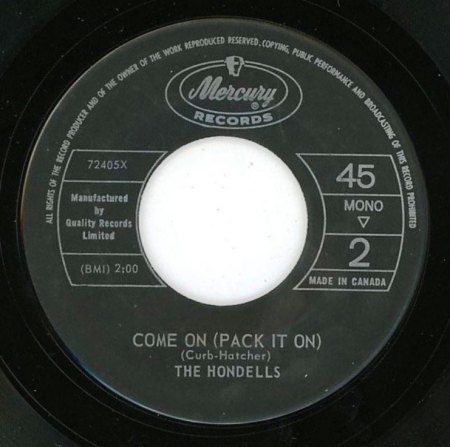 ALL RIGHTS OF THE RECORD PRODUCER AND OF THE OWNER OF THE WORK REPRODUCED RESERVED. COPYING, PUBLIC PERFORMANCE AND BROADCASTING OF THIS RECORD PROHIBITED
Mercury ®
RECORDS
72405X
Manufactured
by
Quality Records
Limited
(BMI) 2:00
45
MONO
2
MADE IN CANADA
COME ON (PACK IT ON)
(Curb-Hatcher)
THE HONDELLS